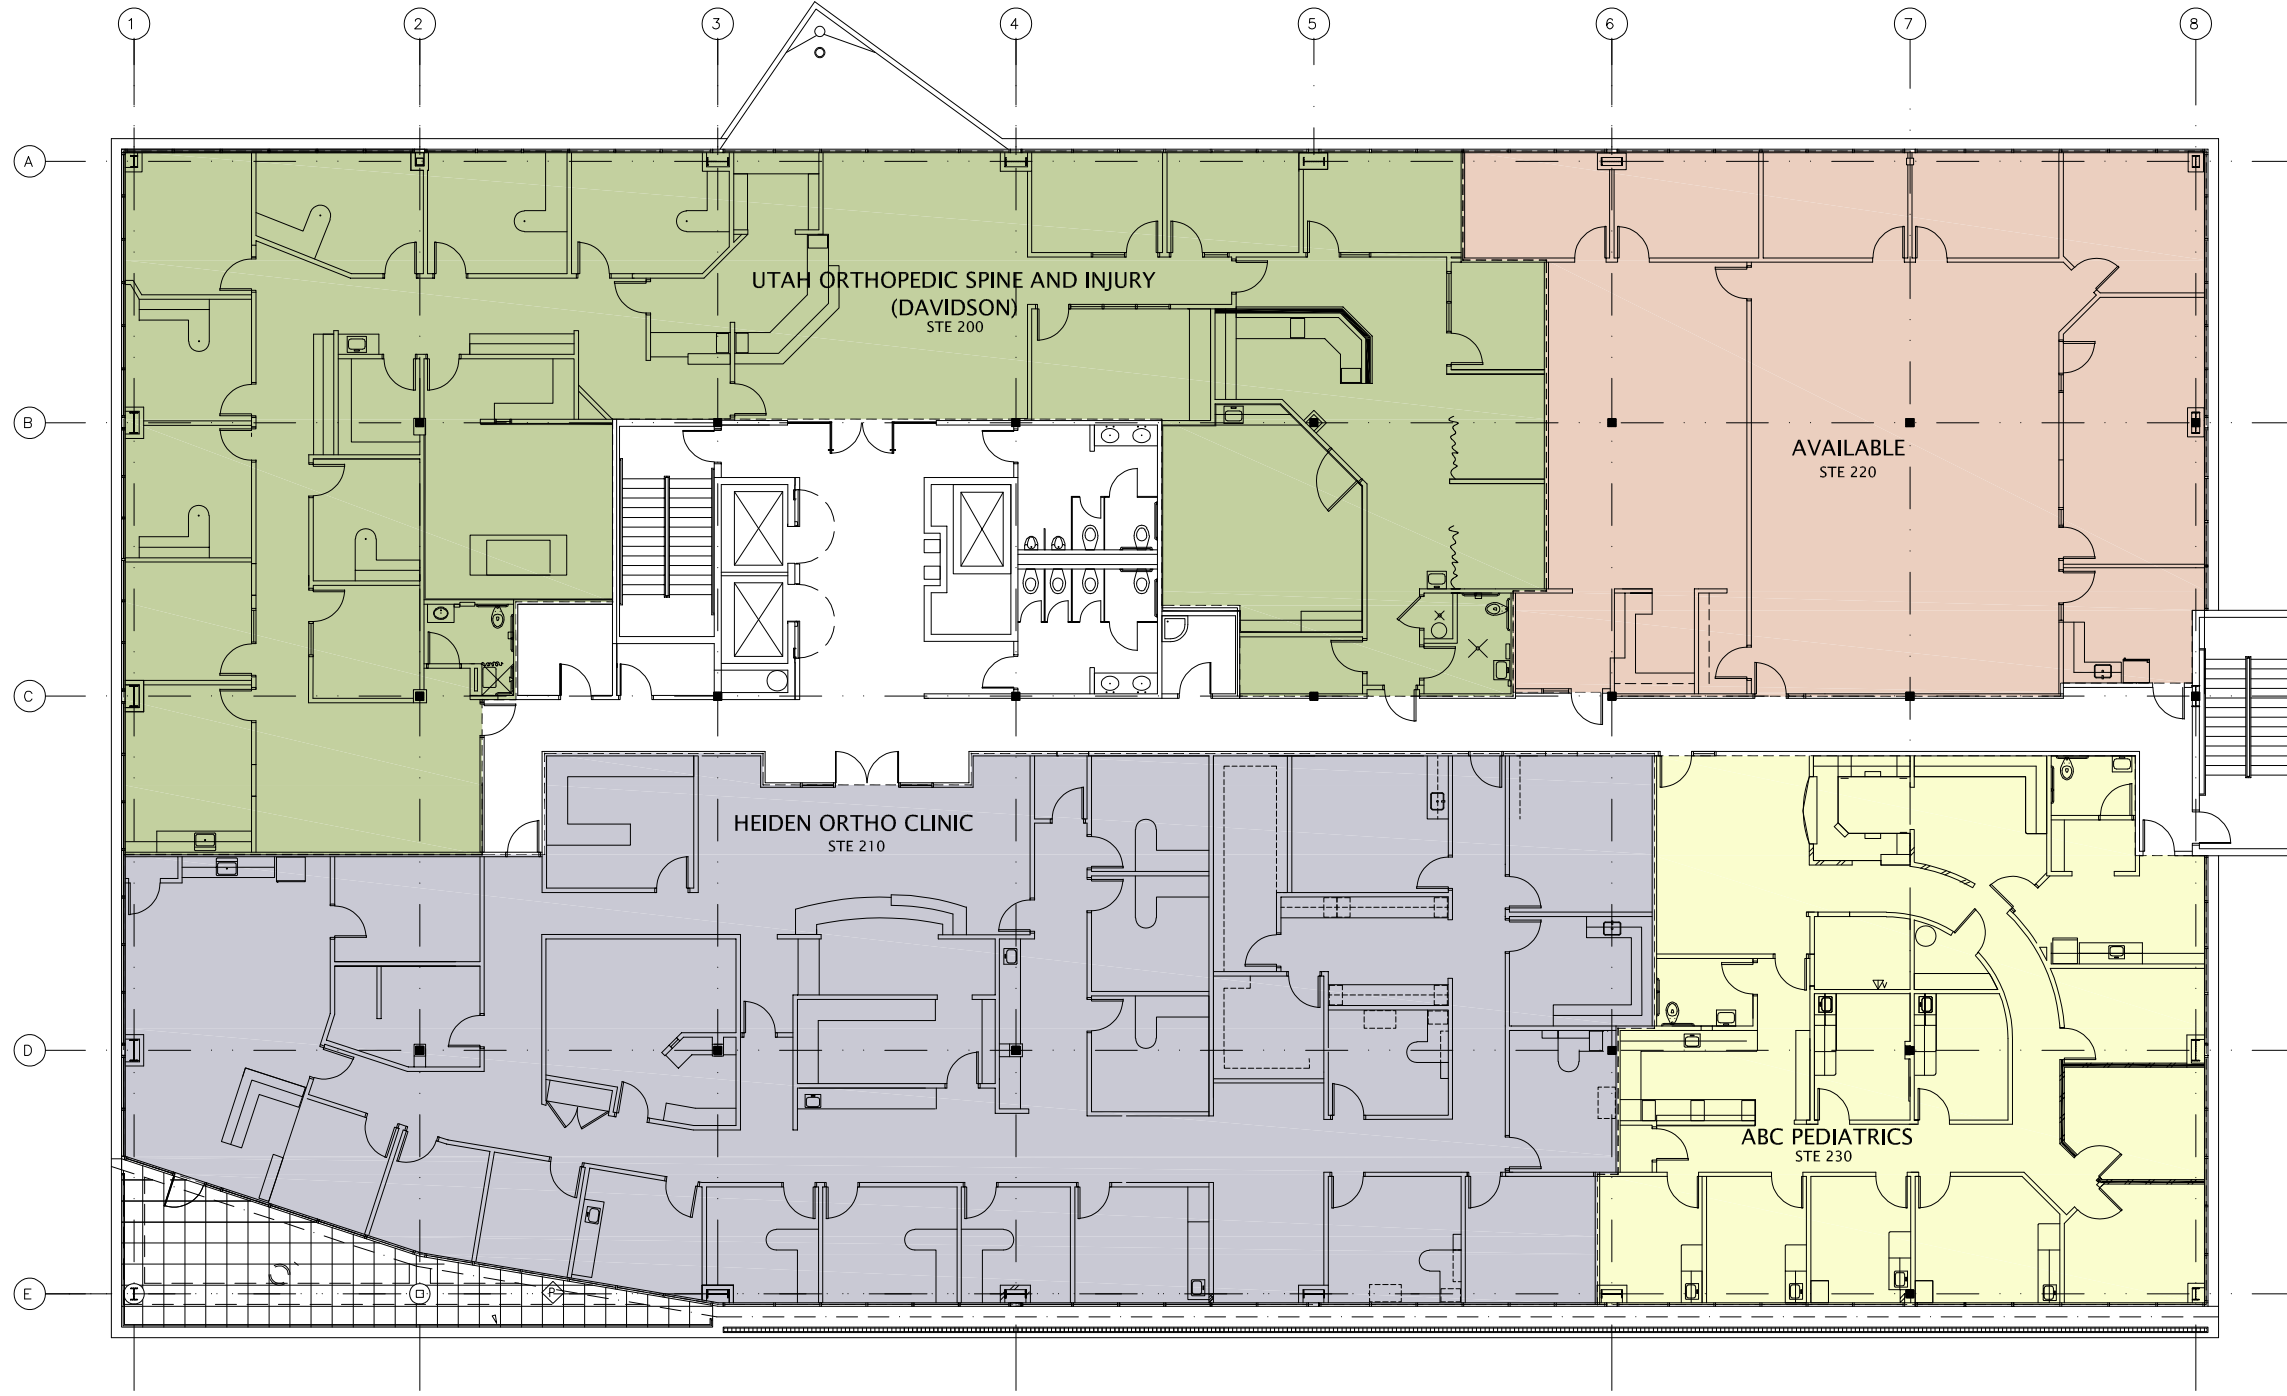 1 2 3 4 5 6 7 8
A
UTAH ORTHOPEDIC SPINE AND INJURY
(DAVIDSON)
STE 200
B
AVAILABLE
STE 220
C
HEIDEN ORTHO CLINIC
STE 210
D
ABC PEDIATRICS
STE 230
E
P